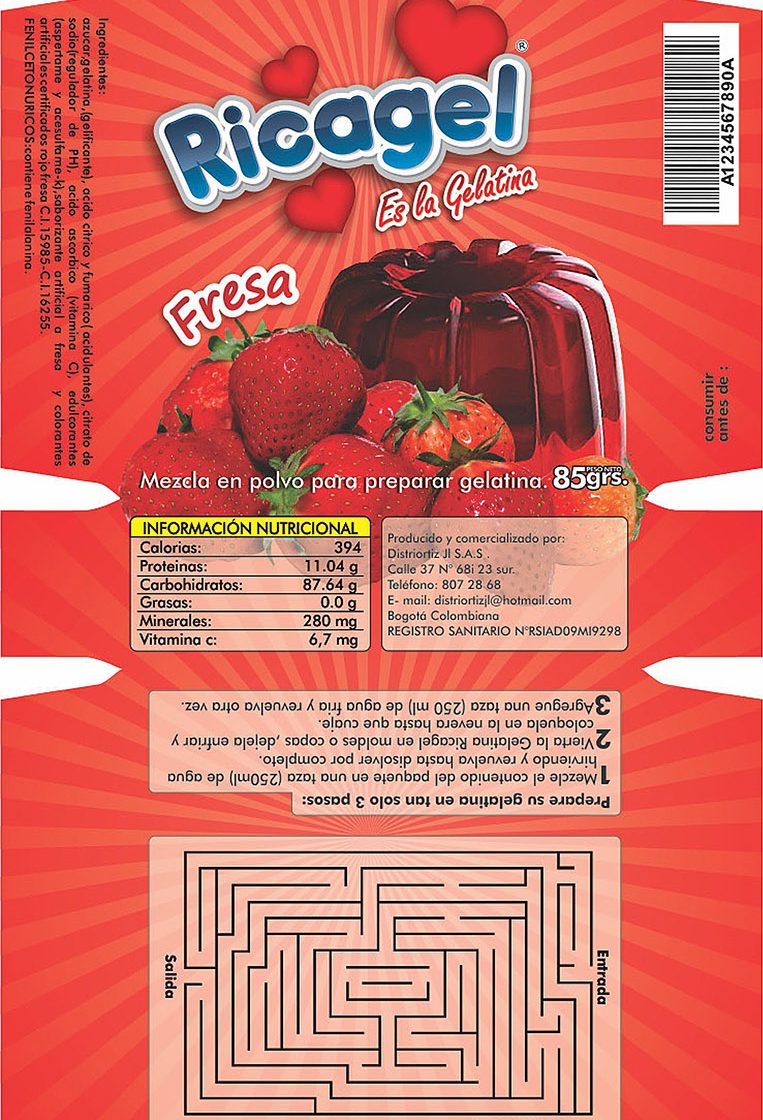 Ricagel®
Es la Gelatina
Fresa
Mezcla en polvo para preparar gelatina.
PESO NETO
85grs.
Ingredientes:
azucar,gelatina, (gelificante), acido citrico y fumarico( acidulantes), citrato de
sodio(regulador de PH), acido ascorbico (vitamina C), edulcorantes
(aspertame y acesulfame-k),saborizante artificial a fresa y colorantes
artificiales certificados rojo fresa C.I. 15985-C.I.16255.
FENILCETONURICOS:contiene fenilalanina.
A1234567890A
consumir
antes de :
INFORMACIÓN NUTRICIONAL
Calorias: 394
Proteinas: 11.04 g
Carbohidratos: 87.64 g
Grasas: 0.0 g
Minerales: 280 mg
Vitamina c: 6,7 mg
Producido y comercializado por:
Distriortiz Jl S.A.S .
Calle 37 N° 68i 23 sur.
Teléfono: 807 28 68
E- mail: distriortizjl@hotmail.com
Bogotá Colombiana
REGISTRO SANITARIO N°RSIAD09MI9298
Prepare su gelatina en tan solo 3 pasos:
1 Mezcle el contenido del paquete en una taza (250ml) de agua
hirviendo y revuelva hasta disolver por completo.
2 Vierta la Gelatina Ricagel en moldes o copas ,dejela enfriar y
coloquela en la nevera hasta que cuaje.
3 Agregue una taza (250 ml) de agua fria y revuelva otra vez.
Entrada
Salida